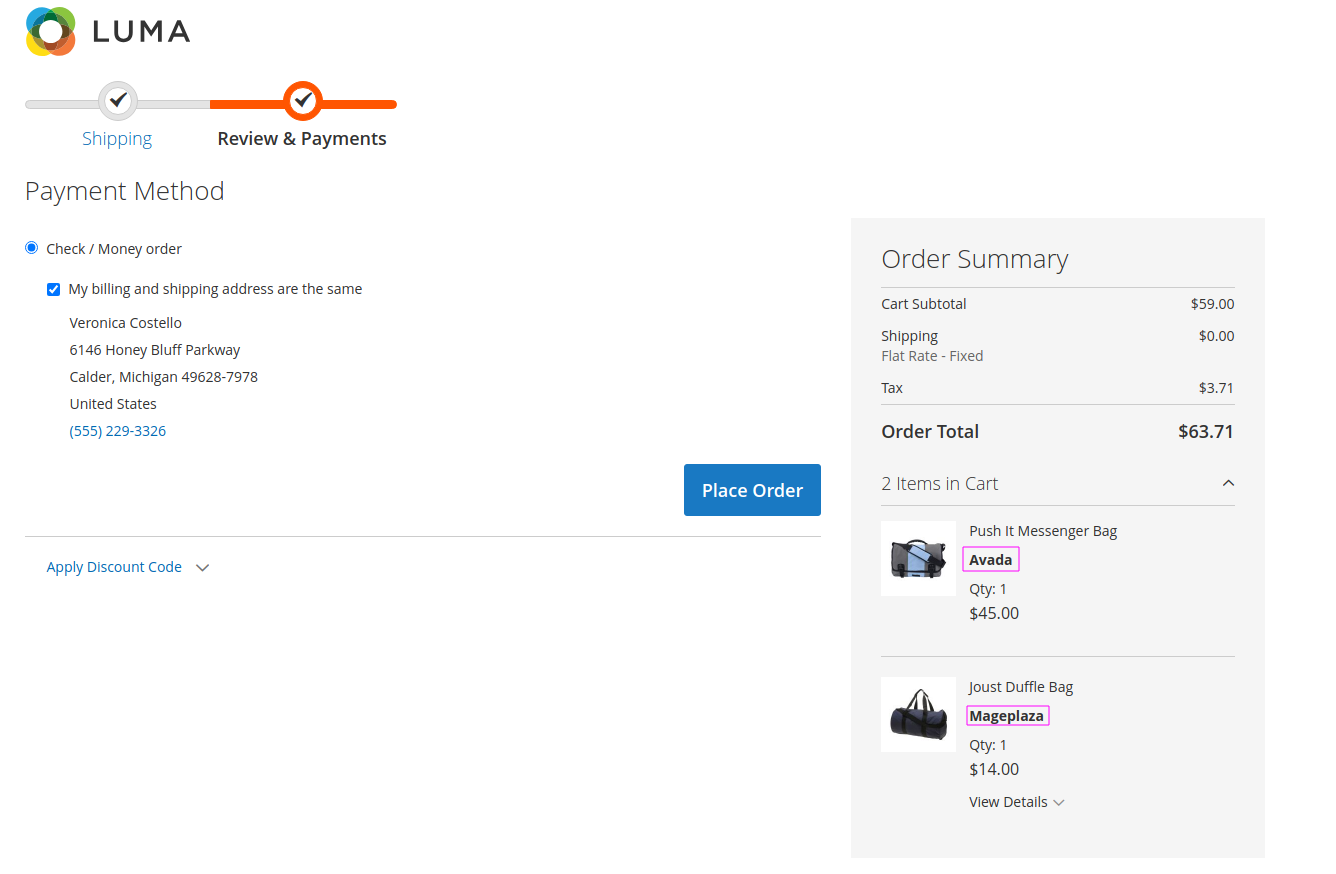 LUMA
Shipping
Review & Payments
Payment Method
Check / Money order
My billing and shipping address are the same
Veronica Costello
6146 Honey Bluff Parkway
Calder, Michigan 49628-7978
United States
(555) 229-3326
Place Order
Apply Discount Code
Order Summary
Cart Subtotal $59.00
Shipping $0.00
Flat Rate - Fixed
Tax $3.71
Order Total $63.71
2 Items in Cart
Push It Messenger Bag
Avada
Qty: 1
$45.00
Joust Duffle Bag
Mageplaza
Qty: 1
$14.00
View Details